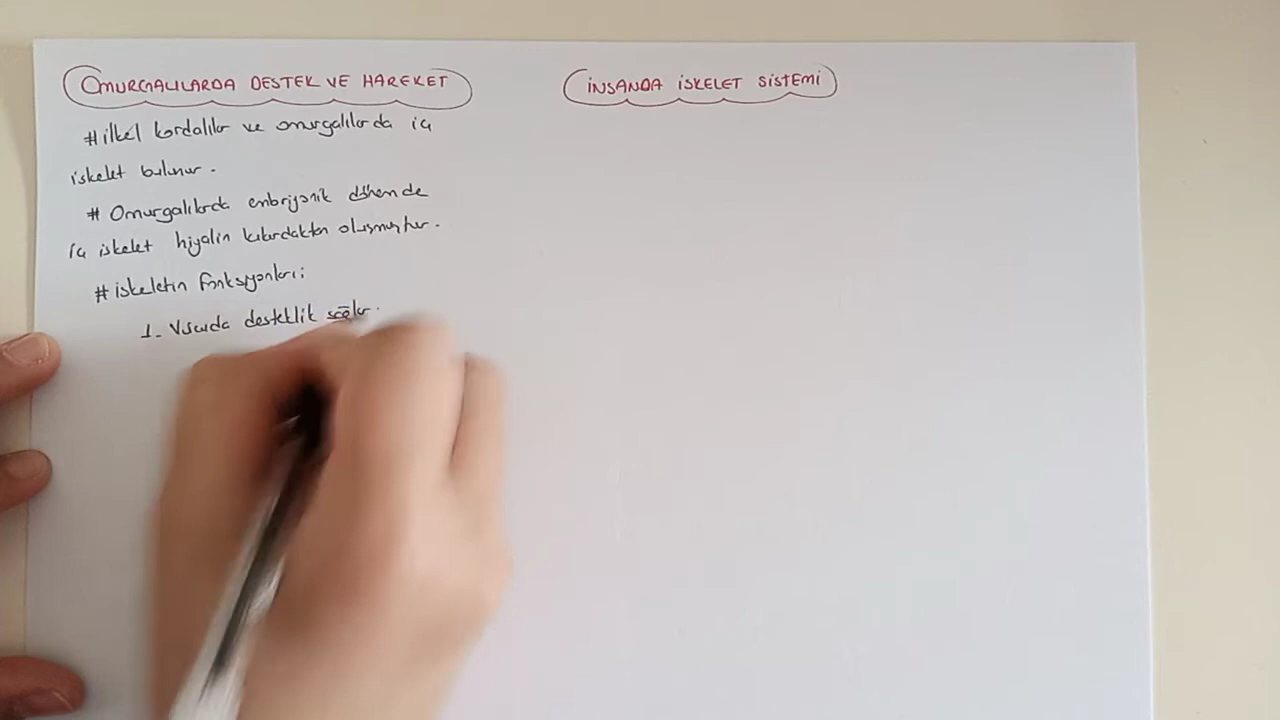 OMURGALILARDA DESTEK VE HAREKET
#ilkel kordalılar ve omurgalılarda iç
iskelet bulunur.
# Omurgalılarda embriyonik dönemde
iç iskelet hiyalin kıkırdaktan oluşmuştur.
#iskeletin fonksiyonları;
1- Vücuda desteklik sağlar.
İNSANDA İSKELET SİSTEMİ